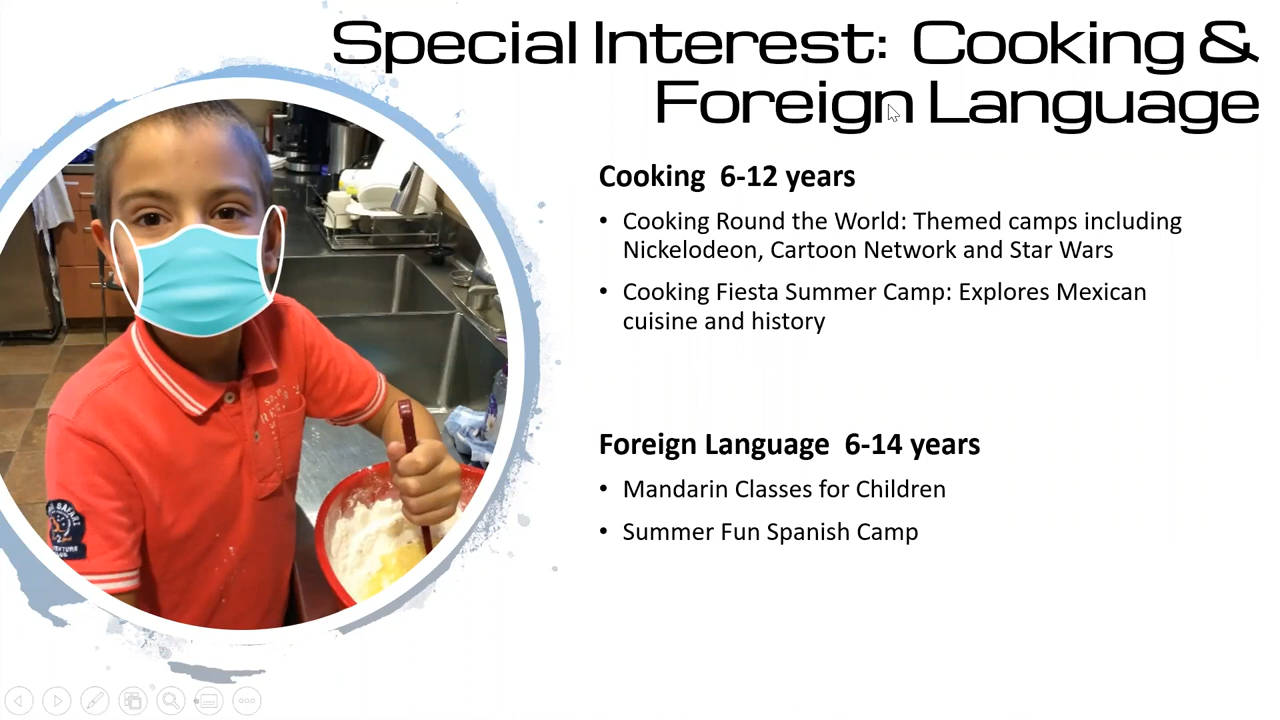 Special Interest: Cooking &
Foreign Language
Cooking 6-12 years
• Cooking Round the World: Themed camps including
Nickelodeon, Cartoon Network and Star Wars
• Cooking Fiesta Summer Camp: Explores Mexican
cuisine and history
Foreign Language 6-14 years
• Mandarin Classes for Children
• Summer Fun Spanish Camp